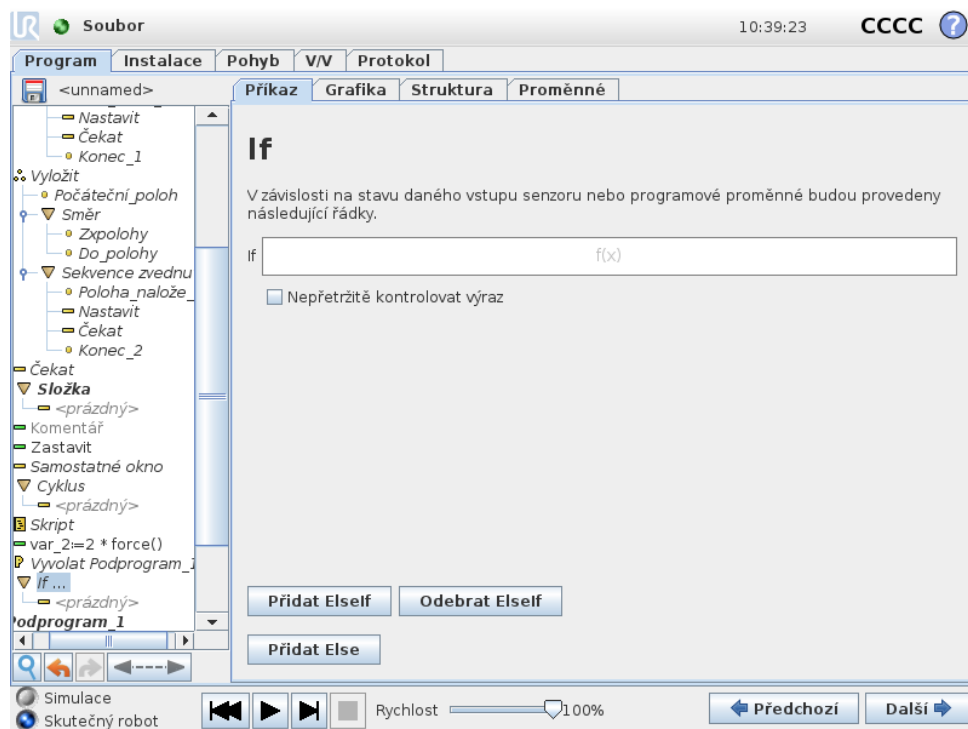 UR Soubor 10:39:23 CCCC ?
Program Instalace Pohyb V/V Protokol
<unnamed>
Příkaz Grafika Struktura Proměnné
Nastavit
Čekat
Konec_1
Vyložit
Počáteční_poloh
Směr
Zxpolohy
Do_polohy
Sekvence zvednu
Poloha_nalože_
Nastavit
Čekat
Konec_2
Čekat
Složka
<prázdný>
Komentář
Zastavit
Samostatné okno
Cyklus
<prázdný>
Skript
var_2:=2 * force()
Vyvolat Podprogram_1
If ...
<prázdný>
Podprogram_1
If
V závislosti na stavu daného vstupu senzoru nebo programové proměnné budou provedeny
následující řádky.
If f(x)
Nepřetržitě kontrolovat výraz
Přidat ElseIf Odebrat ElseIf
Přidat Else
Simulace
Skutečný robot
Rychlost 100%
Předchozí Další